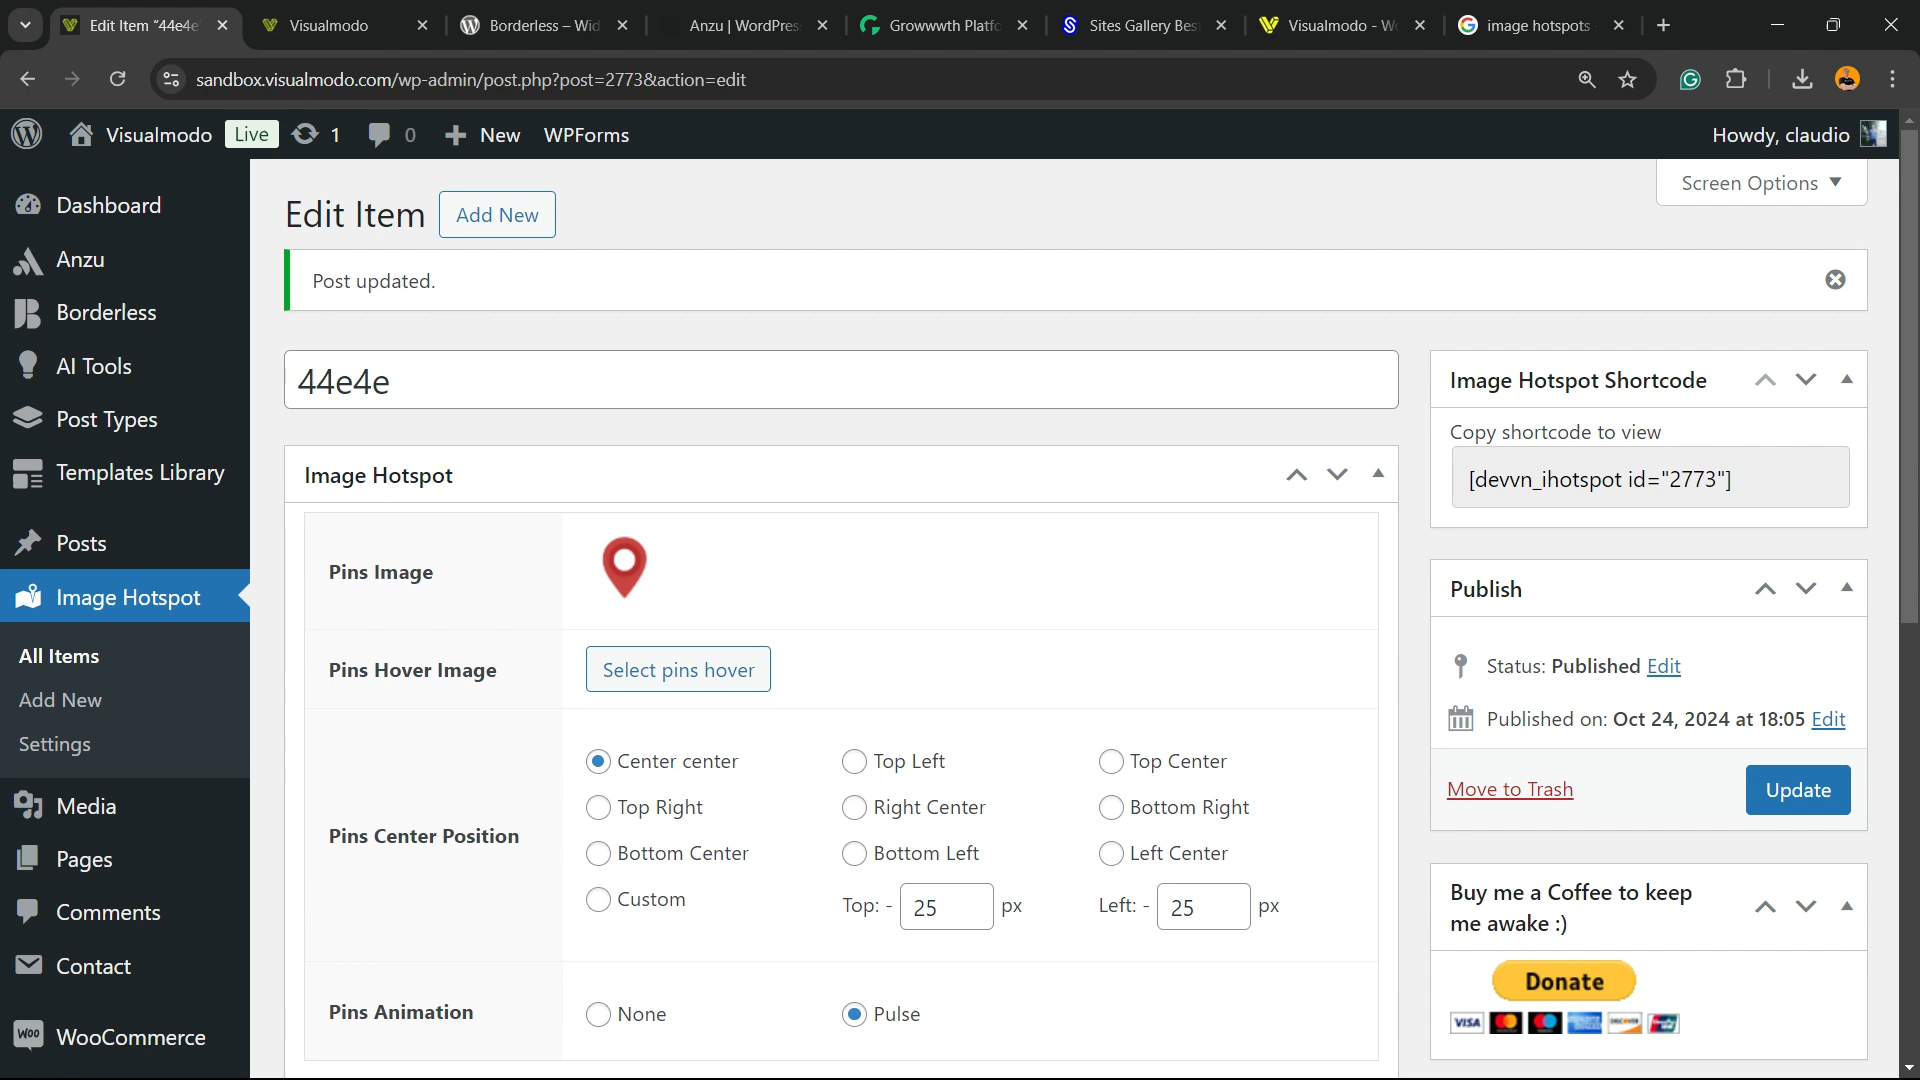 Edit Item “44e4e
Visualmodo
Borderless – Wid
Anzu | WordPres
Growwwth Platfo
Sites Gallery Bes
Visualmodo - Wo
image hotspots
sandbox.visualmodo.com/wp-admin/post.php?post=2773&action=edit
Visualmodo
Live
1
0
New
WPForms
Howdy, claudio
Dashboard
Anzu
Borderless
AI Tools
Post Types
Templates Library
Posts
Image Hotspot
All Items
Add New
Settings
Media
Pages
Comments
Contact
Woo
WooCommerce
Screen Options
Edit Item
Add New
Post updated.
44e4e
Image Hotspot
Pins Image
Pins Hover Image
Select pins hover
Pins Center Position
Center center
Top Left
Top Center
Top Right
Right Center
Bottom Right
Bottom Center
Bottom Left
Left Center
Custom
Top: - 25 px
Left: - 25 px
Pins Animation
None
Pulse
Image Hotspot Shortcode
Copy shortcode to view
[devvn_ihotspot id="2773"]
Publish
Status: Published Edit
Published on: Oct 24, 2024 at 18:05 Edit
Move to Trash
Update
Buy me a Coffee to keep
me awake :)
Donate
VISA